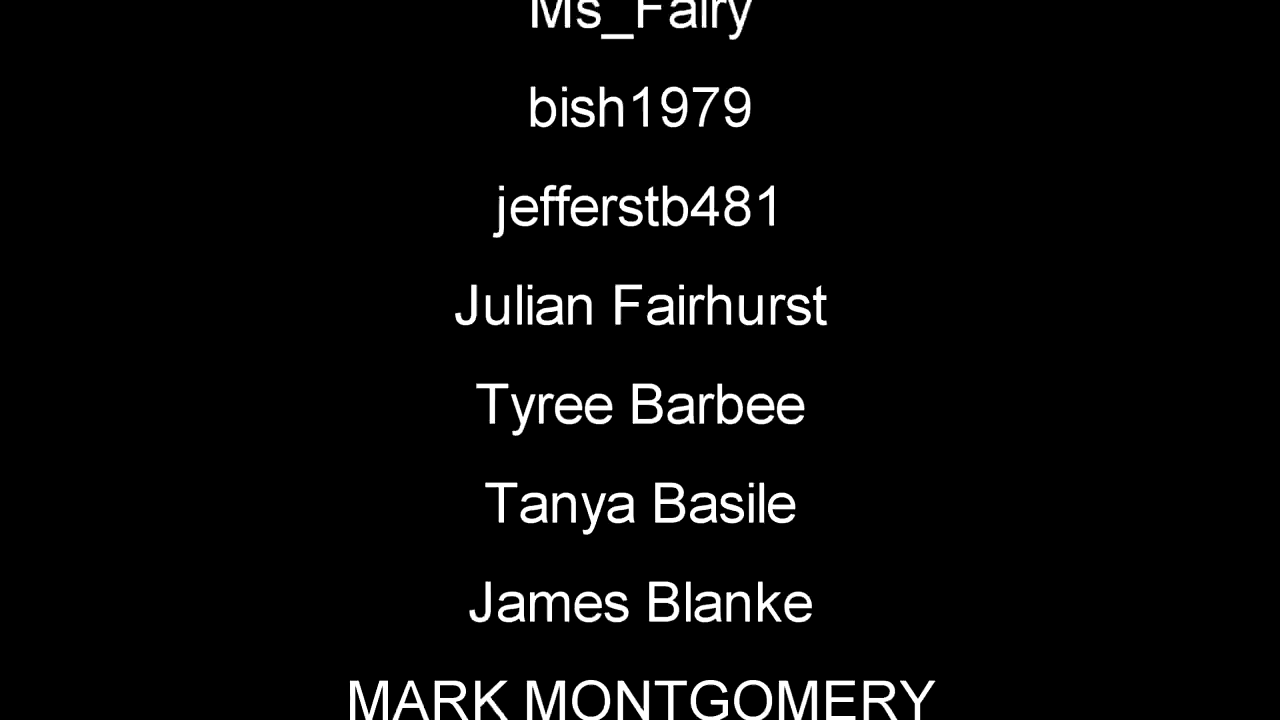 Ms_Fairy
bish1979
jefferstb481
Julian Fairhurst
Tyree Barbee
Tanya Basile
James Blanke
MARK MONTGOMERY